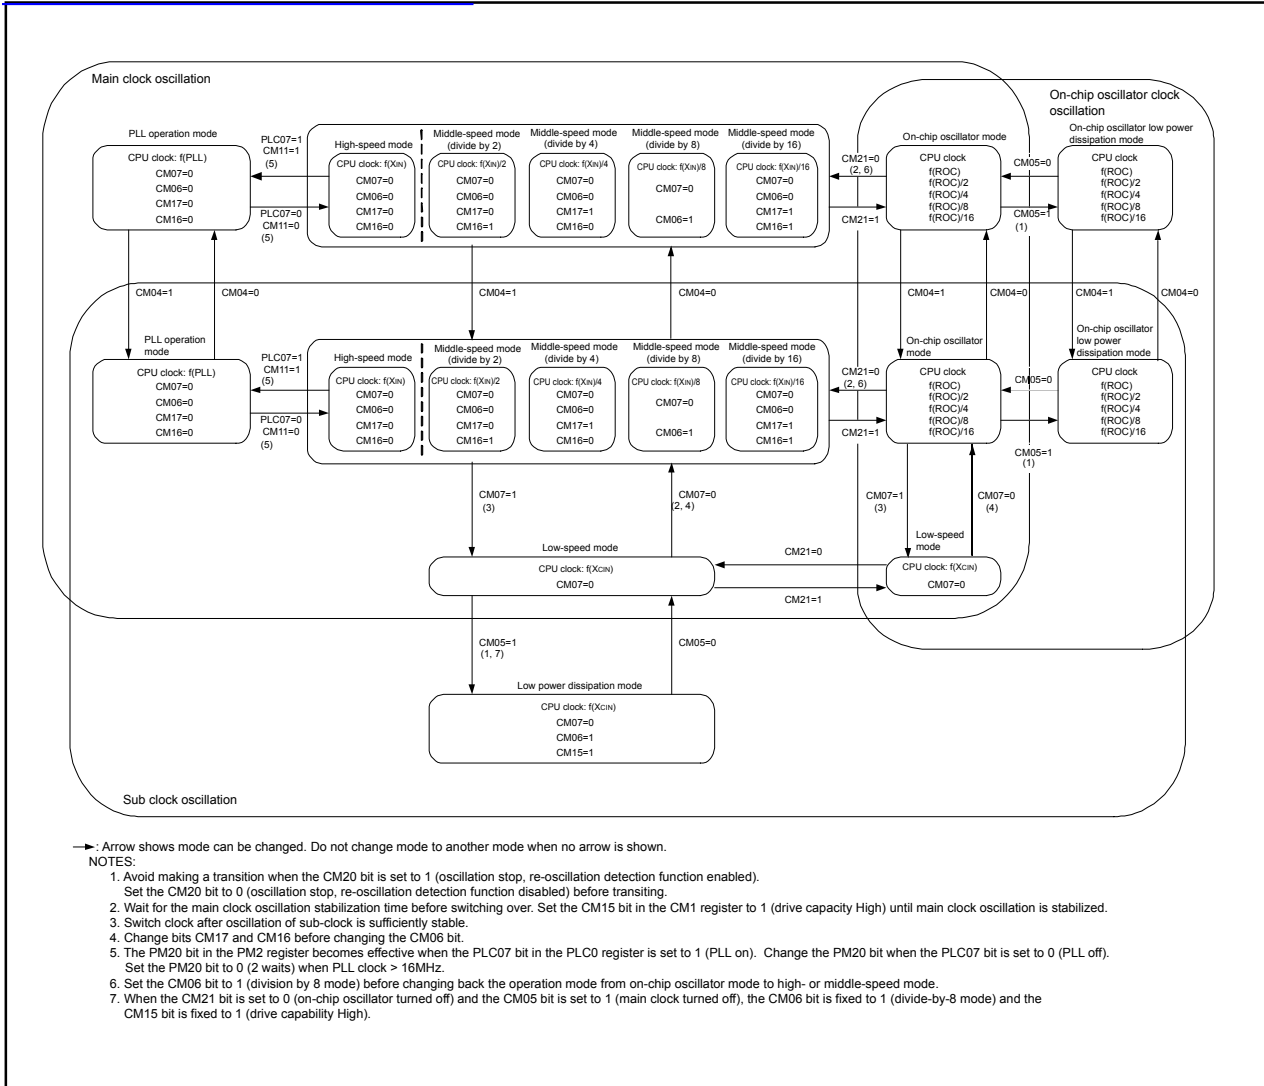 Main clock oscillation
On-chip oscillator clock
oscillation
PLL operation mode
CPU clock: f(PLL)
CM07=0
CM06=0
CM17=0
CM16=0
PLC07=1
CM11=1
(5)
PLC07=0
CM11=0
(5)
High-speed mode
CPU clock: f(XIN)
CM07=0
CM06=0
CM17=0
CM16=0
Middle-speed mode
(divide by 2)
CPU clock: f(XIN)/2
CM07=0
CM06=0
CM17=0
CM16=1
Middle-speed mode
(divide by 4)
CPU clock: f(XIN)/4
CM07=0
CM06=0
CM17=1
CM16=0
Middle-speed mode
(divide by 8)
CPU clock: f(XIN)/8
CM07=0
CM06=1
Middle-speed mode
(divide by 16)
CPU clock: f(XIN)/16
CM07=0
CM06=0
CM17=1
CM16=1
CM21=0
(2, 6)
CM21=1
On-chip oscillator mode
CPU clock
f(ROC)
f(ROC)/2
f(ROC)/4
f(ROC)/8
f(ROC)/16
CM05=0
CM05=1
(1)
On-chip oscillator low power
dissipation mode
CPU clock
f(ROC)
f(ROC)/2
f(ROC)/4
f(ROC)/8
f(ROC)/16
CM04=1
CM04=0
CM04=1
CM04=0
CM04=1
CM04=0
CM04=1
CM04=0
PLL operation
mode
CPU clock: f(PLL)
CM07=0
CM06=0
CM17=0
CM16=0
PLC07=1
CM11=1
(5)
PLC07=0
CM11=0
(5)
High-speed mode
CPU clock: f(XIN)
CM07=0
CM06=0
CM17=0
CM16=0
Middle-speed mode
(divide by 2)
CPU clock: f(XIN)/2
CM07=0
CM06=0
CM17=0
CM16=1
Middle-speed mode
(divide by 4)
CPU clock: f(XIN)/4
CM07=0
CM06=0
CM17=1
CM16=0
Middle-speed mode
(divide by 8)
CPU clock: f(XIN)/8
CM07=0
CM06=1
Middle-speed mode
(divide by 16)
CPU clock: f(XIN)/16
CM07=0
CM06=0
CM17=1
CM16=1
CM21=0
(2, 6)
CM21=1
On-chip oscillator
mode
CPU clock
f(ROC)
f(ROC)/2
f(ROC)/4
f(ROC)/8
f(ROC)/16
CM05=0
CM05=1
(1)
On-chip oscillator
low power
dissipation mode
CPU clock
f(ROC)
f(ROC)/2
f(ROC)/4
f(ROC)/8
f(ROC)/16
CM07=1
(3)
CM07=0
(2, 4)
CM07=1
(3)
CM07=0
(4)
Low-speed mode
CPU clock: f(XCIN)
CM07=0
CM21=0
CM21=1
Low-speed
mode
CPU clock: f(XCIN)
CM07=0
CM05=1
(1, 7)
CM05=0
Low power dissipation mode
CPU clock: f(XCIN)
CM07=0
CM06=1
CM15=1
Sub clock oscillation
: Arrow shows mode can be changed. Do not change mode to another mode when no arrow is shown.
NOTES:
1. Avoid making a transition when the CM20 bit is set to 1 (oscillation stop, re-oscillation detection function enabled).
Set the CM20 bit to 0 (oscillation stop, re-oscillation detection function disabled) before transiting.
2. Wait for the main clock oscillation stabilization time before switching over. Set the CM15 bit in the CM1 register to 1 (drive capacity High) until main clock oscillation is stabilized.
3. Switch clock after oscillation of sub-clock is sufficiently stable.
4. Change bits CM17 and CM16 before changing the CM06 bit.
5. The PM20 bit in the PM2 register becomes effective when the PLC07 bit in the PLC0 register is set to 1 (PLL on). Change the PM20 bit when the PLC07 bit is set to 0 (PLL off).
Set the PM20 bit to 0 (2 waits) when PLL clock > 16MHz.
6. Set the CM06 bit to 1 (division by 8 mode) before changing back the operation mode from on-chip oscillator mode to high- or middle-speed mode.
7. When the CM21 bit is set to 0 (on-chip oscillator turned off) and the CM05 bit is set to 1 (main clock turned off), the CM06 bit is fixed to 1 (divide-by-8 mode) and the
CM15 bit is fixed to 1 (drive capability High).